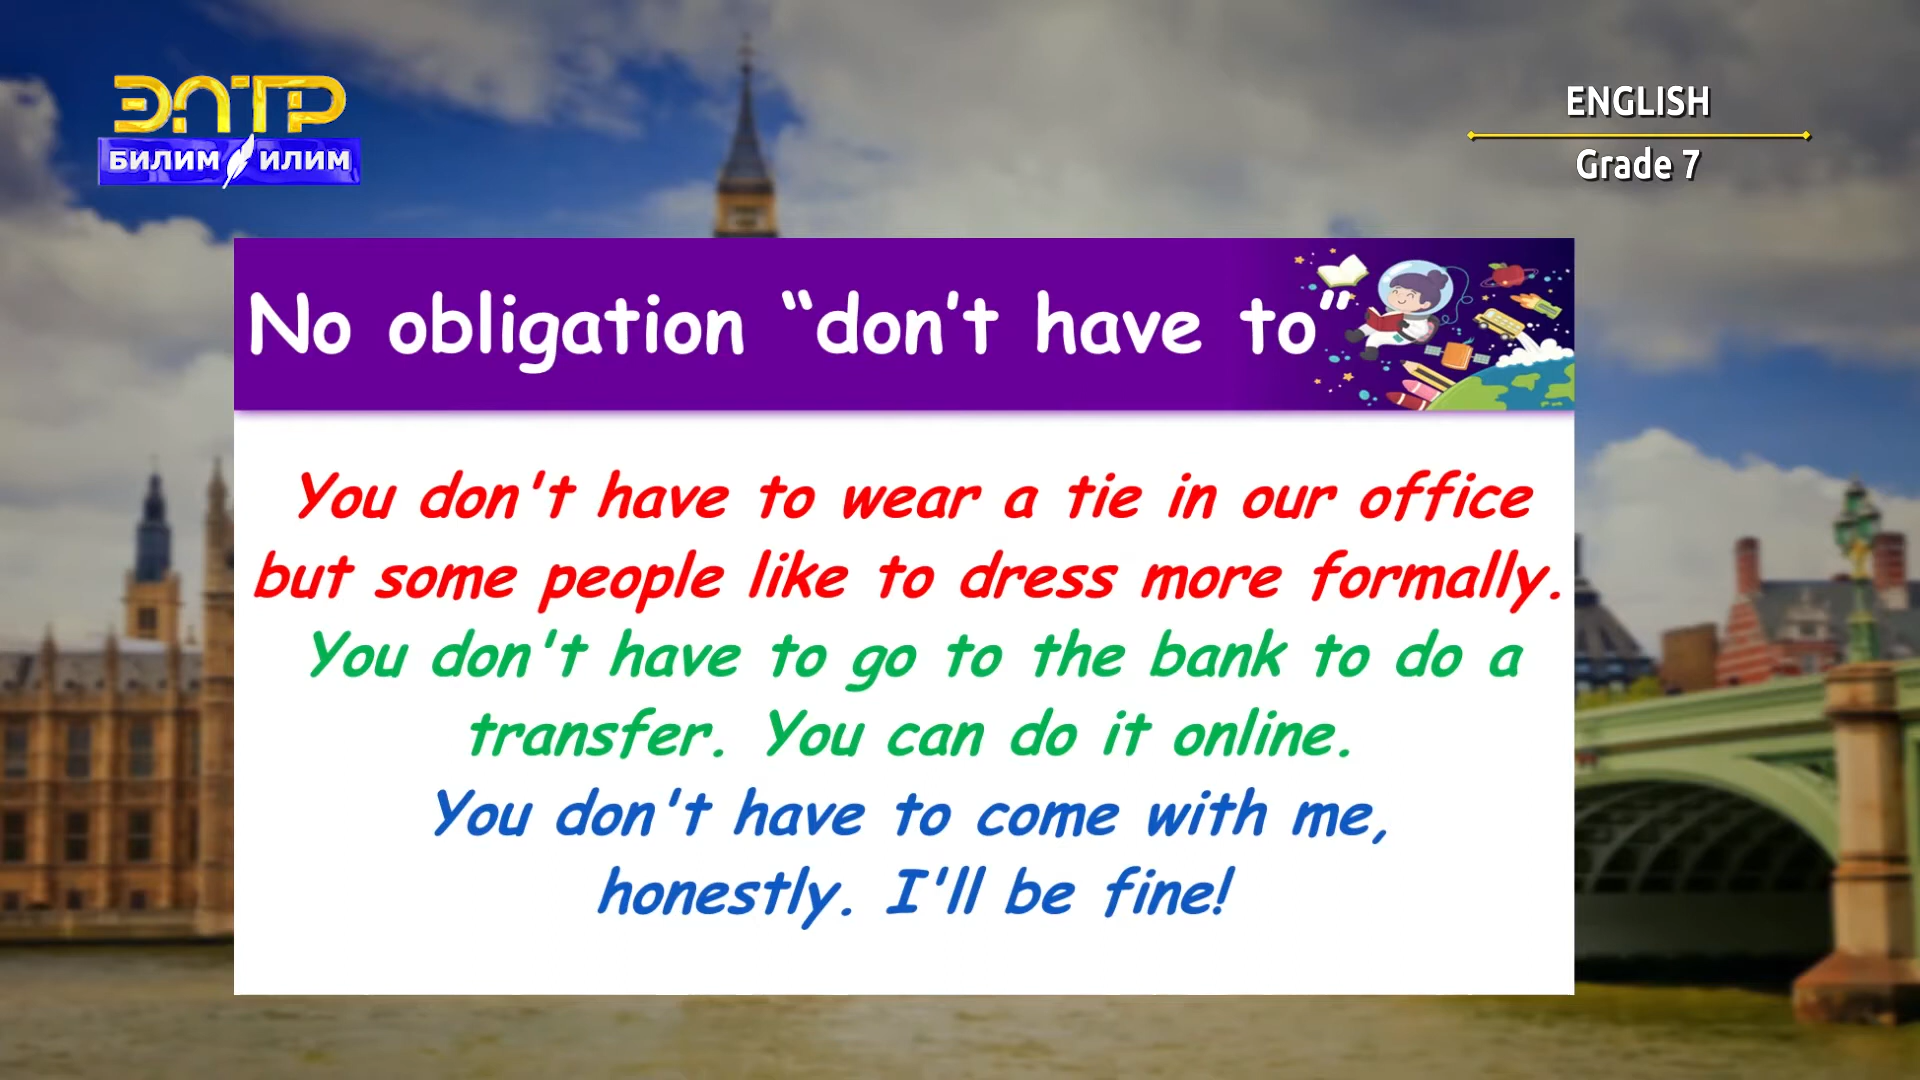 ЭЛТР
БИЛИМ ИЛИМ
ENGLISH
Grade 7
No obligation “don’t have to”
You don't have to wear a tie in our office
but some people like to dress more formally.
You don't have to go to the bank to do a
transfer. You can do it online.
You don't have to come with me,
honestly. I'll be fine!